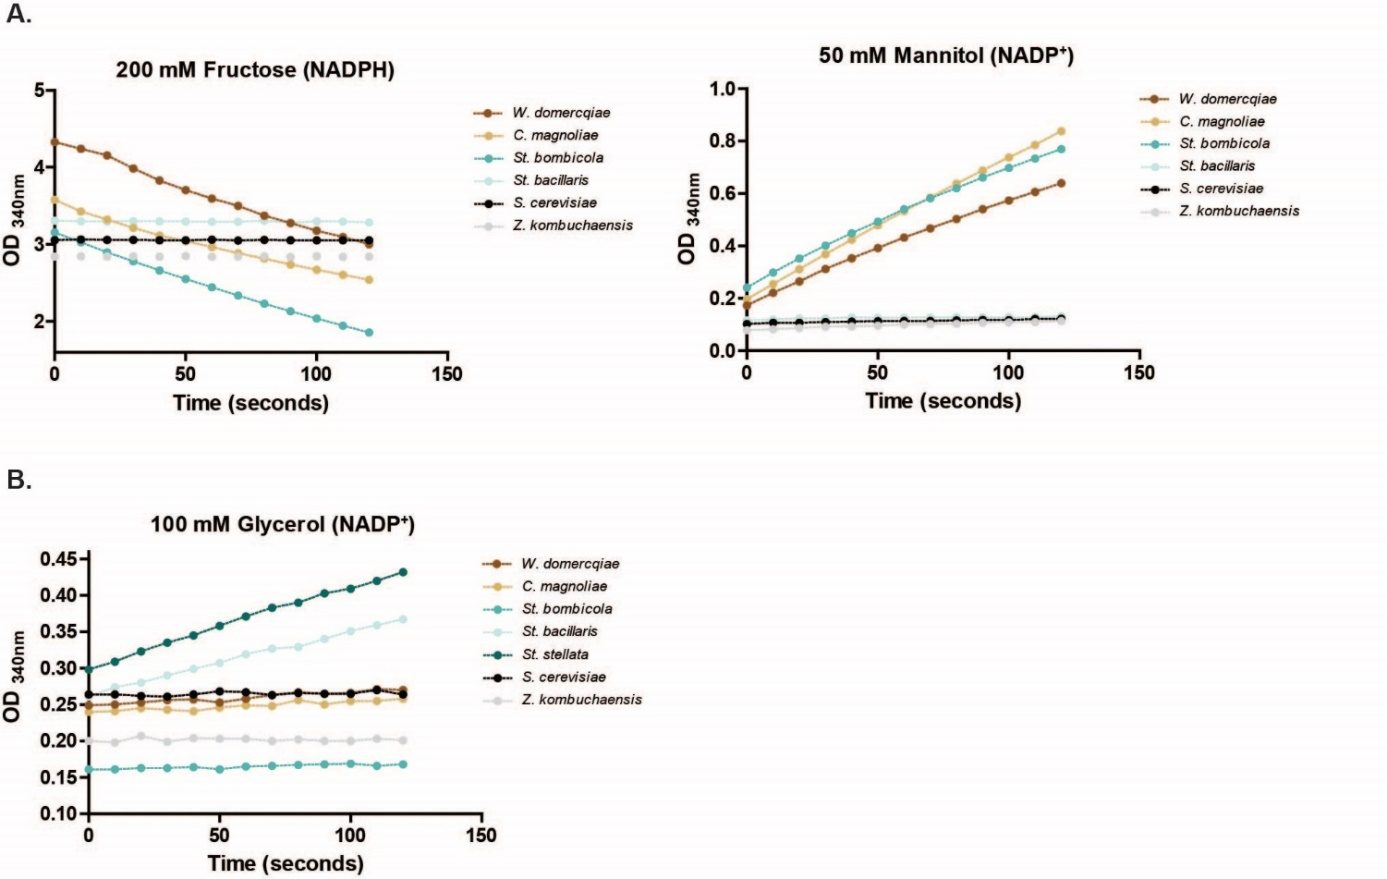 A.
200 mM Fructose (NADPH)
5
4
3
2
OD 340nm
0 50 100 150
Time (seconds)
W. domercqiae
C. magnoliae
St. bombicola
St. bacillaris
S. cerevisiae
Z. kombuchaensis
50 mM Mannitol (NADP⁺)
1.0
0.8
0.6
0.4
0.2
0.0
OD 340nm
0 50 100 150
Time (seconds)
W. domercqiae
C. magnoliae
St. bombicola
St. bacillaris
S. cerevisiae
Z. kombuchaensis
B.
100 mM Glycerol (NADP⁺)
0.45
0.40
0.35
0.30
0.25
0.20
0.15
0.10
OD 340nm
0 50 100 150
Time (seconds)
W. domercqiae
C. magnoliae
St. bombicola
St. bacillaris
St. stellata
S. cerevisiae
Z. kombuchaensis